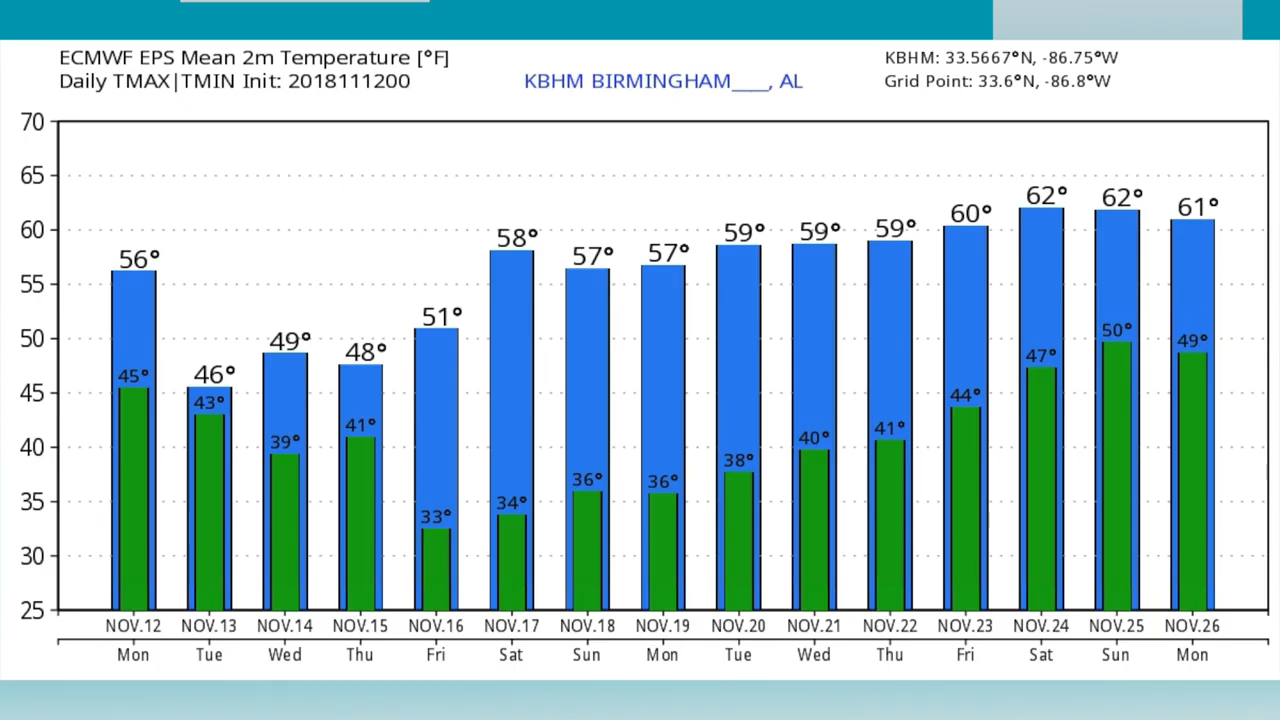 ECMWF EPS Mean 2m Temperature [°F]
KBHM: 33.5667°N, -86.75°W
Daily TMAX|TMIN Init: 2018111200
KBHM BIRMINGHAM___, AL
Grid Point: 33.6°N, -86.8°W
70
65
60
55
50
45
40
35
30
25
56° 46° 49° 48° 51° 58° 57° 57° 59° 59° 59° 60° 62° 62° 61°
45° 43° 39° 41° 33° 34° 36° 36° 38° 40° 41° 44° 47° 50° 49°
NOV.12 NOV.13 NOV.14 NOV.15 NOV.16 NOV.17 NOV.18 NOV.19 NOV.20 NOV.21 NOV.22 NOV.23 NOV.24 NOV.25 NOV.26
Mon Tue Wed Thu Fri Sat Sun Mon Tue Wed Thu Fri Sat Sun Mon